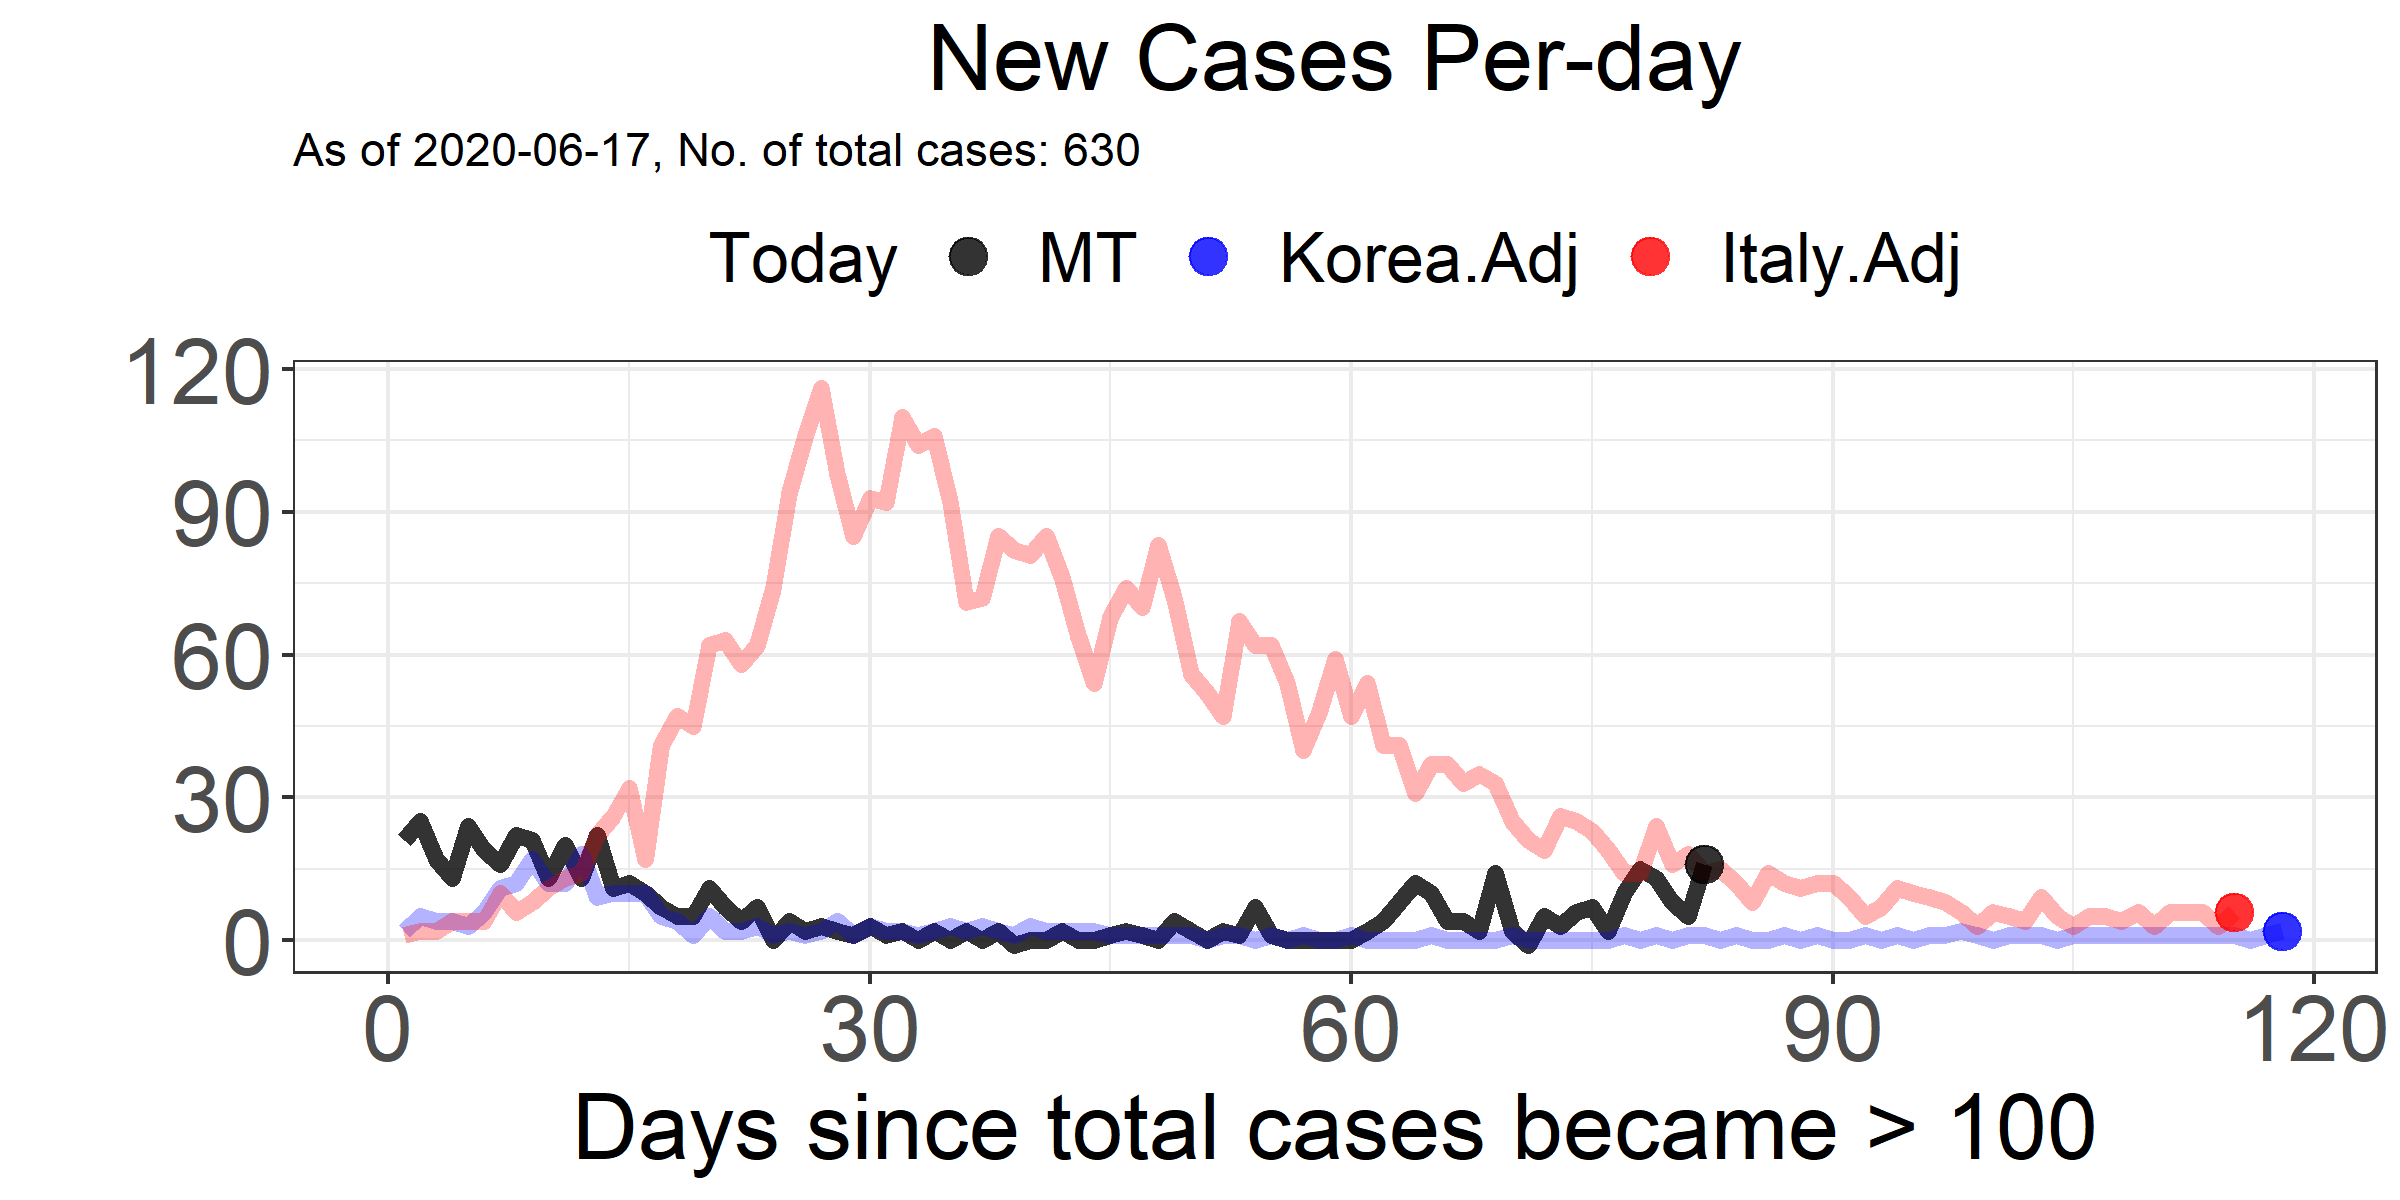 New Cases Per-day
As of 2020-06-17, No. of total cases: 630
Today MT Korea.Adj Italy.Adj
120
90
60
30
0
0 30 60 90 120
Days since total cases became > 100